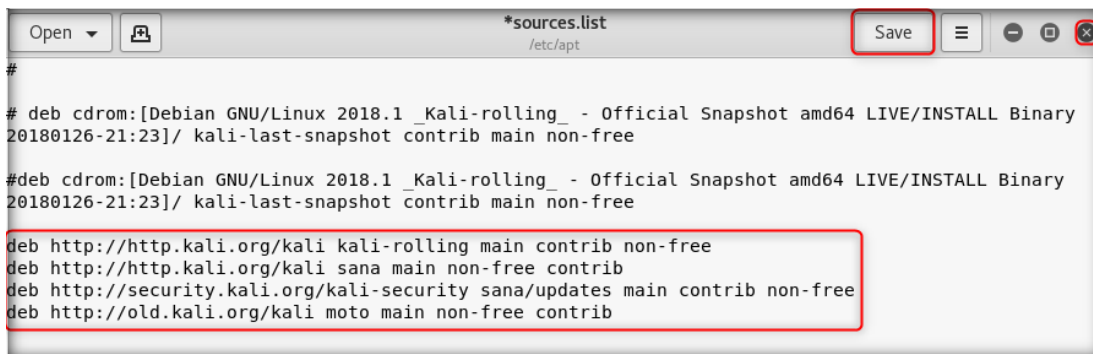 Open
*sources.list
/etc/apt
Save
#
# deb cdrom:[Debian GNU/Linux 2018.1 _Kali-rolling_ - Official Snapshot amd64 LIVE/INSTALL Binary
20180126-21:23]/ kali-last-snapshot contrib main non-free
#deb cdrom:[Debian GNU/Linux 2018.1 _Kali-rolling_ - Official Snapshot amd64 LIVE/INSTALL Binary
20180126-21:23]/ kali-last-snapshot contrib main non-free
deb http://http.kali.org/kali kali-rolling main contrib non-free
deb http://http.kali.org/kali sana main non-free contrib
deb http://security.kali.org/kali-security sana/updates main contrib non-free
deb http://old.kali.org/kali moto main non-free contrib